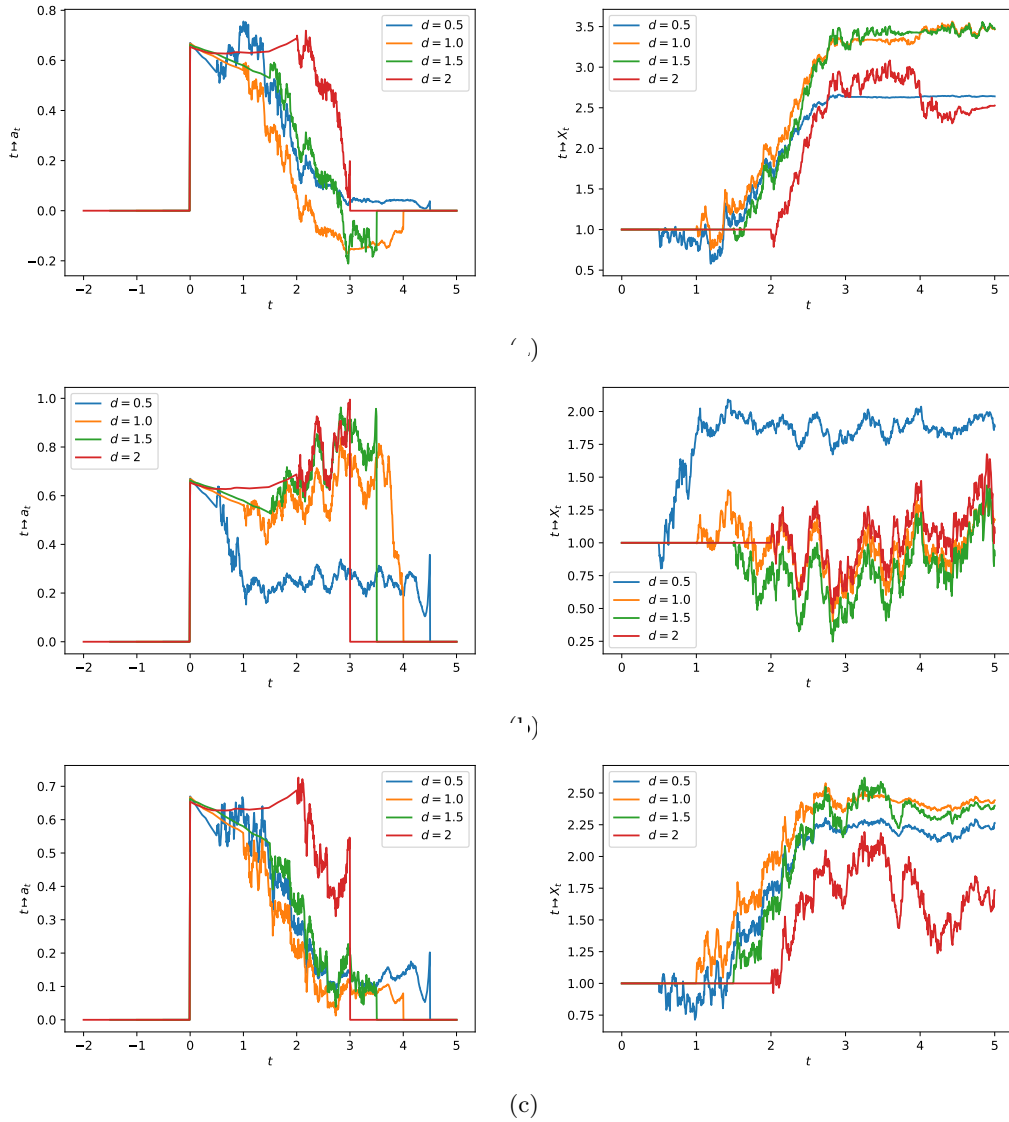 0.8
0.6
0.4
0.2
0.0
−0.2
t ↦ a_t
d = 0.5
d = 1.0
d = 1.5
d = 2
−2 −1 0 1 2 3 4 5
t
3.5
3.0
2.5
2.0
1.5
1.0
0.5
t ↦ X_t
d = 0.5
d = 1.0
d = 1.5
d = 2
0 1 2 3 4 5
t
1.0
0.8
0.6
0.4
0.2
0.0
t ↦ a_t
d = 0.5
d = 1.0
d = 1.5
d = 2
−2 −1 0 1 2 3 4 5
t
2.00
1.75
1.50
1.25
1.00
0.75
0.50
0.25
t ↦ X_t
d = 0.5
d = 1.0
d = 1.5
d = 2
0 1 2 3 4 5
t
0.7
0.6
0.5
0.4
0.3
0.2
0.1
0.0
t ↦ a_t
d = 0.5
d = 1.0
d = 1.5
d = 2
−2 −1 0 1 2 3 4 5
t
2.50
2.25
2.00
1.75
1.50
1.25
1.00
0.75
t ↦ X_t
d = 0.5
d = 1.0
d = 1.5
d = 2
0 1 2 3 4 5
t
(c)